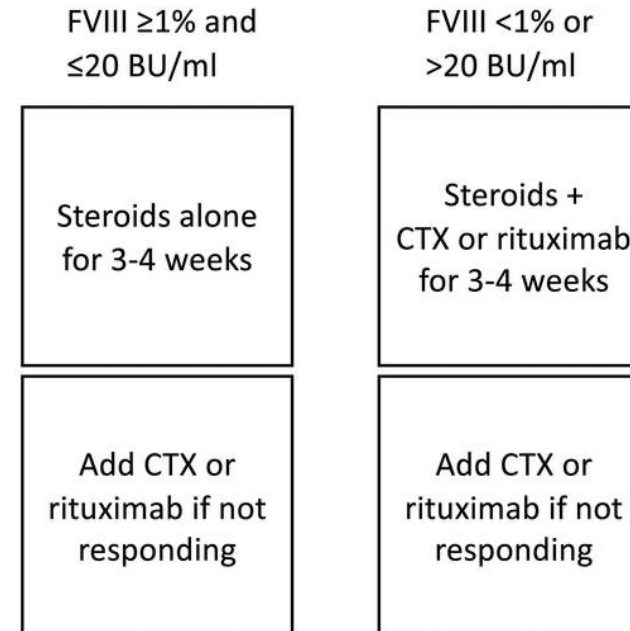 FVIII ≥1% and
≤20 BU/ml
Steroids alone
for 3-4 weeks
Add CTX or
rituximab if not
responding
FVIII <1% or
>20 BU/ml
Steroids +
CTX or rituximab
for 3-4 weeks
Add CTX or
rituximab if not
responding